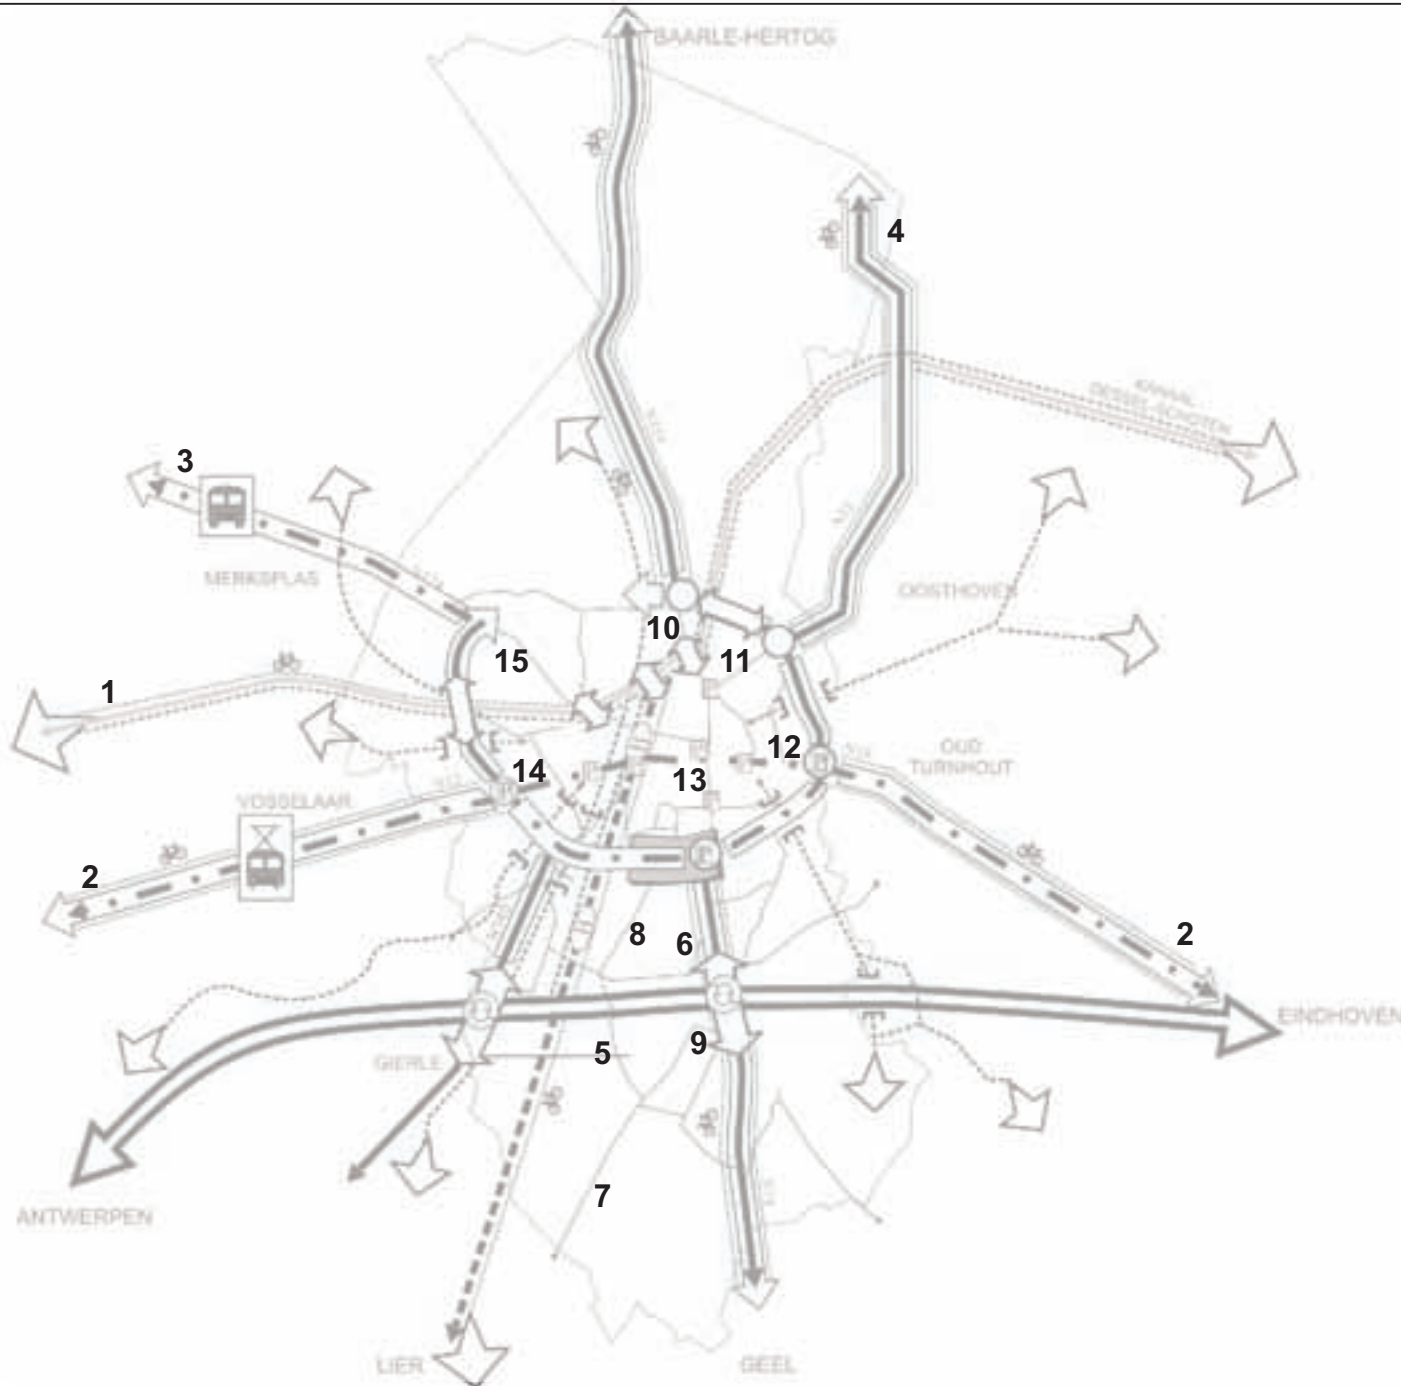 BAARLE-HERTOG
4
KANAAL
DESSEL-SCHOTEN
3
MERKSPLAS
OOSTHOVEN
10
15
11
1
12
OUD
TURNHOUT
14
13
VOSSELAAR
2
8
6
2
EINDHOVEN
9
5
GIERLE
7
ANTWERPEN
LIER
GEEL